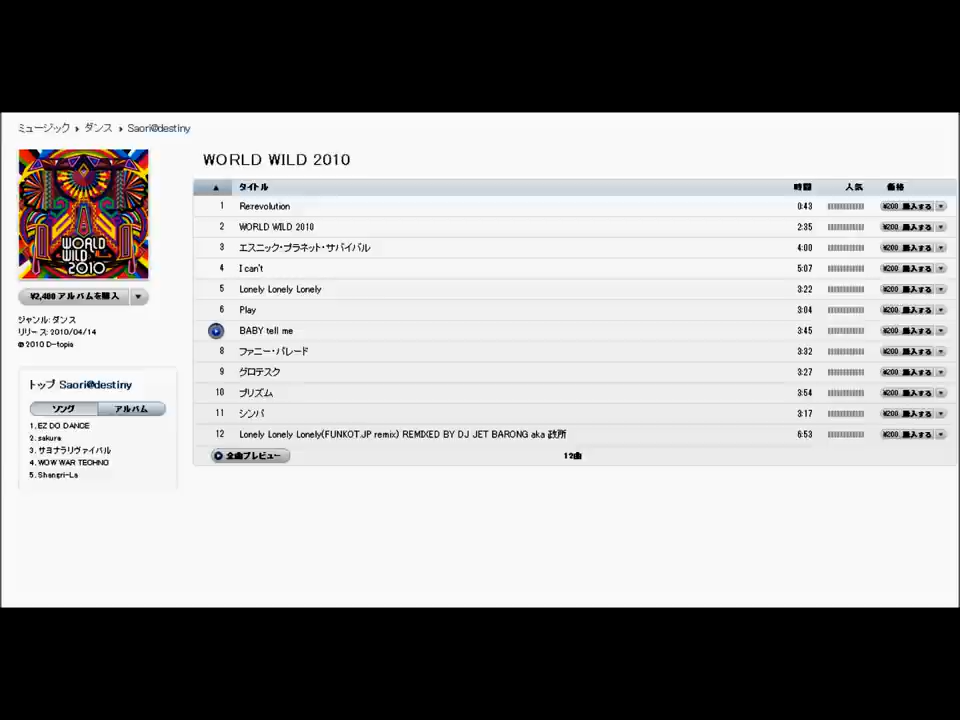 ミュージック ▸ ダンス ▸ Saori@destiny
WORLD WILD 2010
WORLD WILD 2010
▲ タイトル 時間 人気 価格
1 Re:revolution 0:43 ¥200 購入する
2 WORLD WILD 2010 2:35 ¥200 購入する
3 エスニック・プラネット・サバイバル 4:00 ¥200 購入する
4 I can't 5:07 ¥200 購入する
5 Lonely Lonely Lonely 3:22 ¥200 購入する
6 Play 3:04 ¥200 購入する
BABY tell me 3:45 ¥200 購入する
8 ファニー・パレード 3:32 ¥200 購入する
9 グロテスク 3:27 ¥200 購入する
10 プリズム 3:54 ¥200 購入する
11 シンパ 3:17 ¥200 購入する
12 Lonely Lonely Lonely(FUNKOT.JP remix) REMIXED BY DJ JET BARONG aka 政所 6:53 ¥200 購入する
全曲プレビュー 12曲
¥2,400 アルバムを購入
ジャンル: ダンス
リリース: 2010/04/14
℗ 2010 D-topia
トップ Saori@destiny
ソング アルバム
1. EZ DO DANCE
2. sakura
3. サヨナラリヴァイバル
4. WOW WAR TECHNO
5. Shangri-La